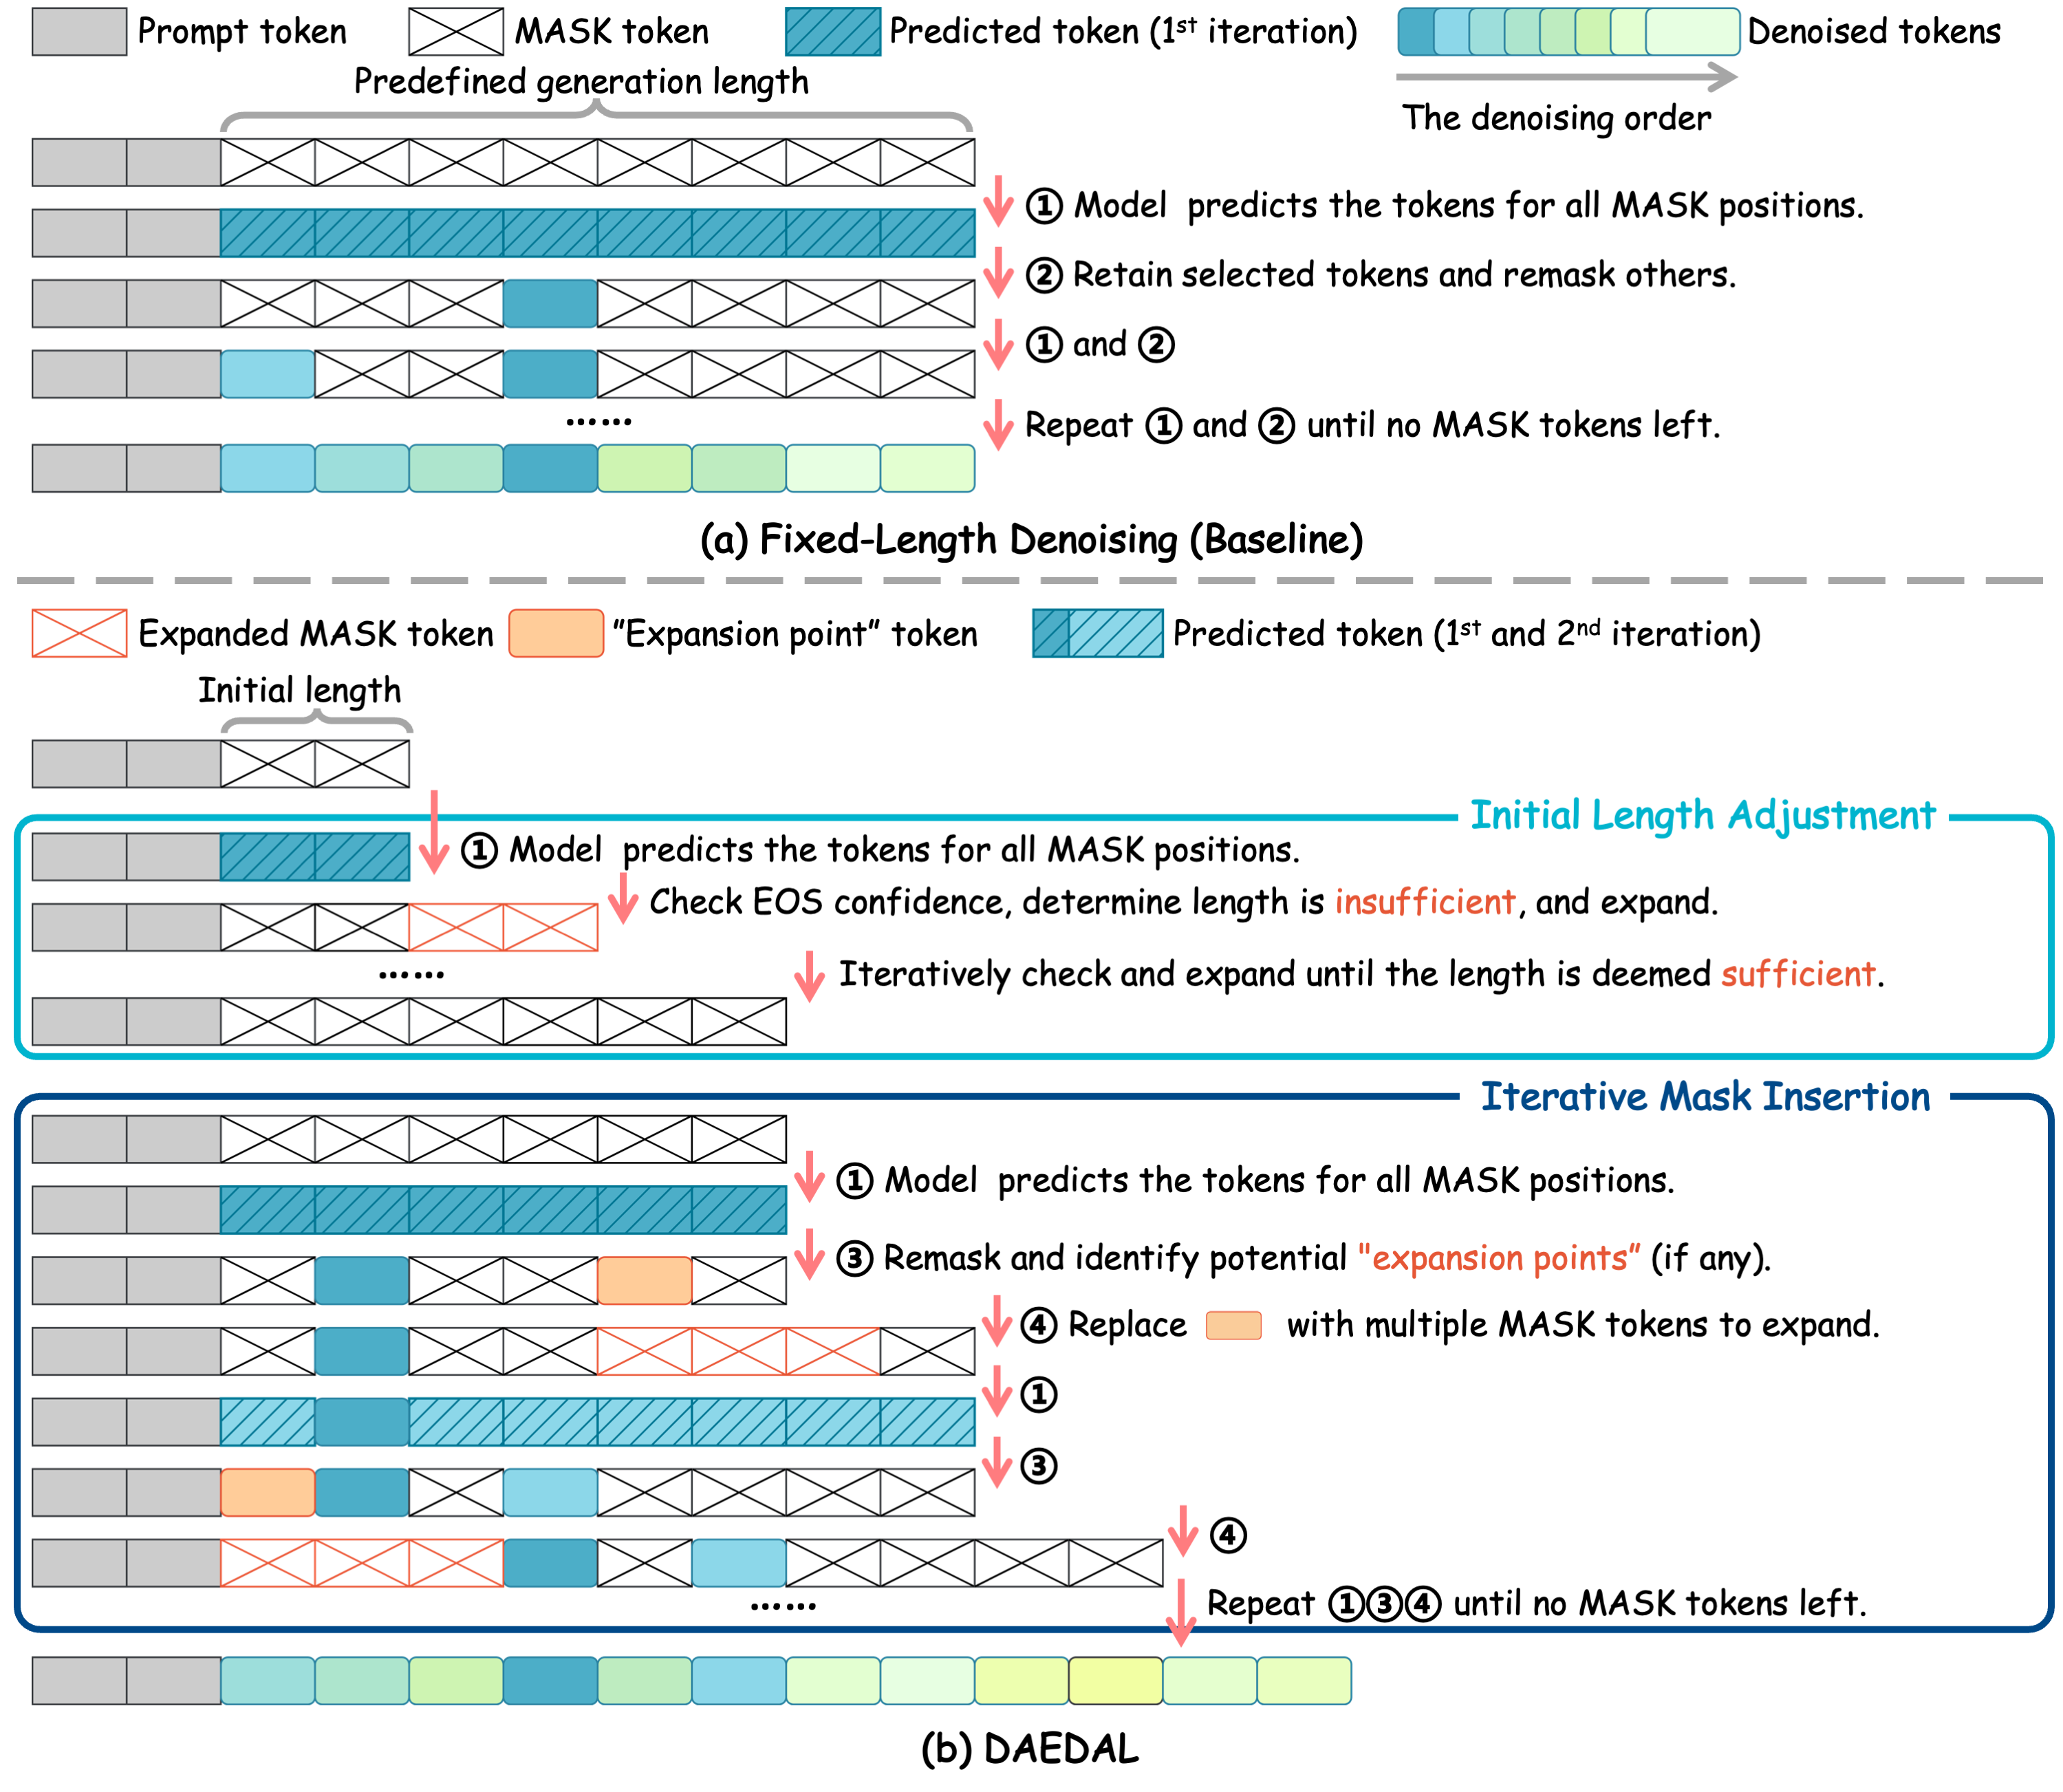 Prompt token
MASK token
Predicted token (1st iteration)
Denoised tokens
Predefined generation length
The denoising order
① Model predicts the tokens for all MASK positions.
② Retain selected tokens and remask others.
① and ②
......
Repeat ① and ② until no MASK tokens left.
(a) Fixed-Length Denoising (Baseline)
Expanded MASK token
"Expansion point" token
Predicted token (1st and 2nd iteration)
Initial length
Initial Length Adjustment
① Model predicts the tokens for all MASK positions.
Check EOS confidence, determine length is insufficient, and expand.
......
Iteratively check and expand until the length is deemed sufficient.
Iterative Mask Insertion
① Model predicts the tokens for all MASK positions.
③ Remask and identify potential "expansion points" (if any).
④ Replace with multiple MASK tokens to expand.
①
③
④
......
Repeat ①③④ until no MASK tokens left.
(b) DAEDAL